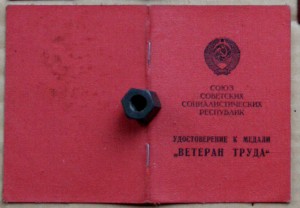 СОЮЗ
СОВЕТСКИХ
СОЦИАЛИСТИЧЕСКИХ
РЕСПУБЛИК
УДОСТОВЕРЕНИЕ К МЕДАЛИ
„ВЕТЕРАН ТРУДА“